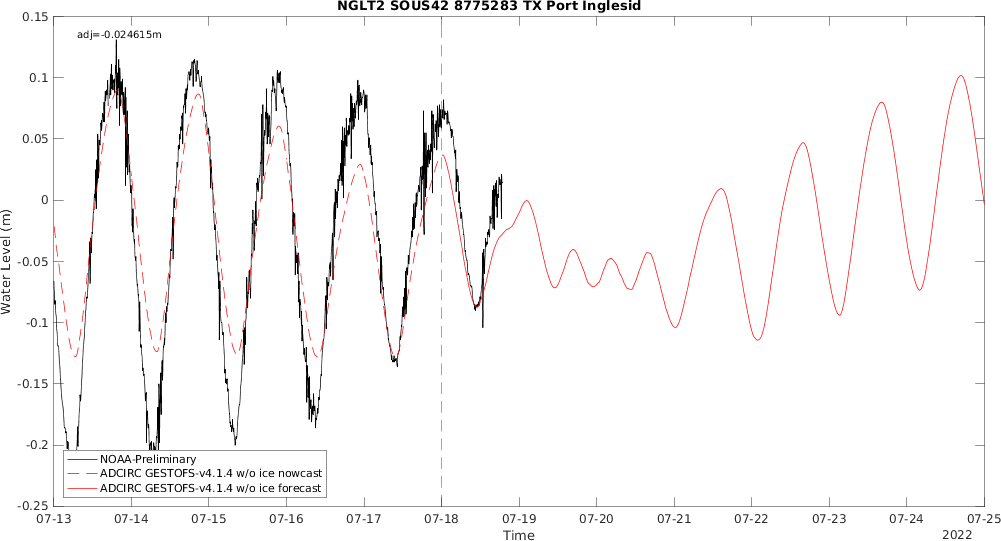 NGLT2 SOUS42 8775283 TX Port Inglesid
adj=-0.024615m
0.15
0.1
0.05
0
-0.05
-0.1
-0.15
-0.2
-0.25
Water Level (m)
NOAA-Preliminary
ADCIRC GESTOFS-v4.1.4 w/o ice nowcast
ADCIRC GESTOFS-v4.1.4 w/o ice forecast
07-13 07-14 07-15 07-16 07-17 07-18 07-19 07-20 07-21 07-22 07-23 07-24 07-25
Time
2022